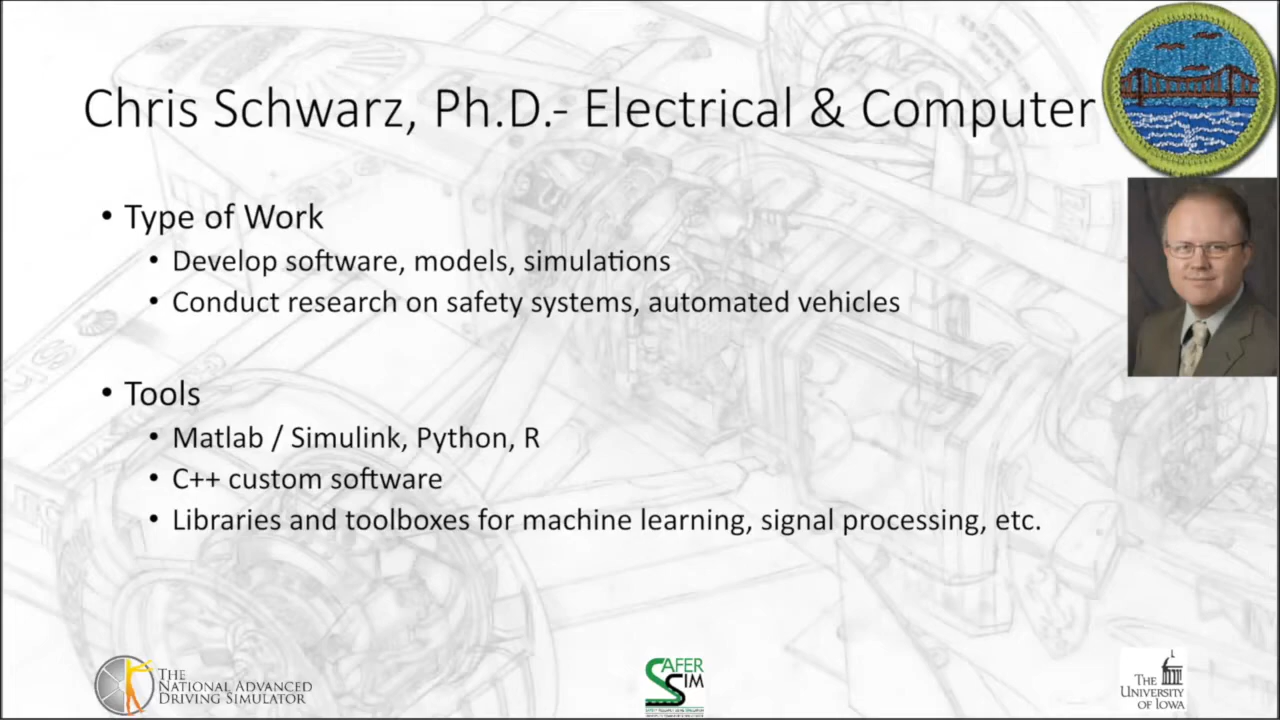 Chris Schwarz, Ph.D.- Electrical & Computer
• Type of Work
• Develop software, models, simulations
• Conduct research on safety systems, automated vehicles
• Tools
• Matlab / Simulink, Python, R
• C++ custom software
• Libraries and toolboxes for machine learning, signal processing, etc.
THE
NATIONAL ADVANCED
DRIVING SIMULATOR
SAFER
SIM
THE
UNIVERSITY
OF IOWA